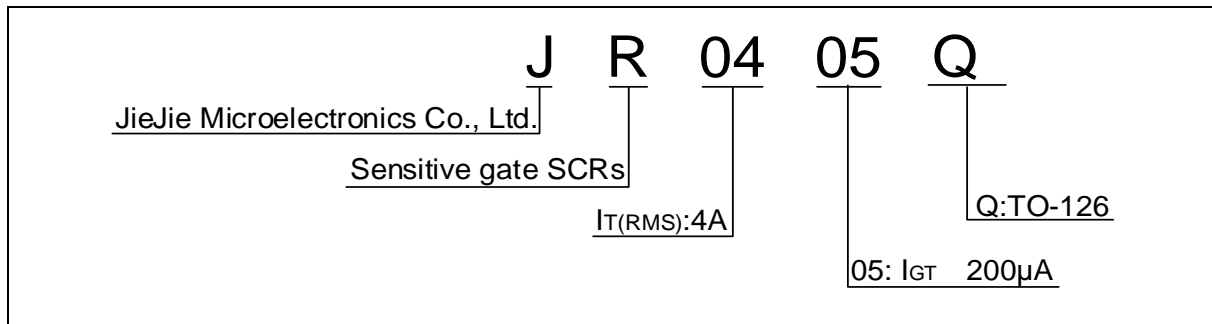 J R 04 05 Q
JieJie Microelectronics Co., Ltd.
Sensitive gate SCRs
IT(RMS):4A
Q:TO-126
05: IGT 200μA